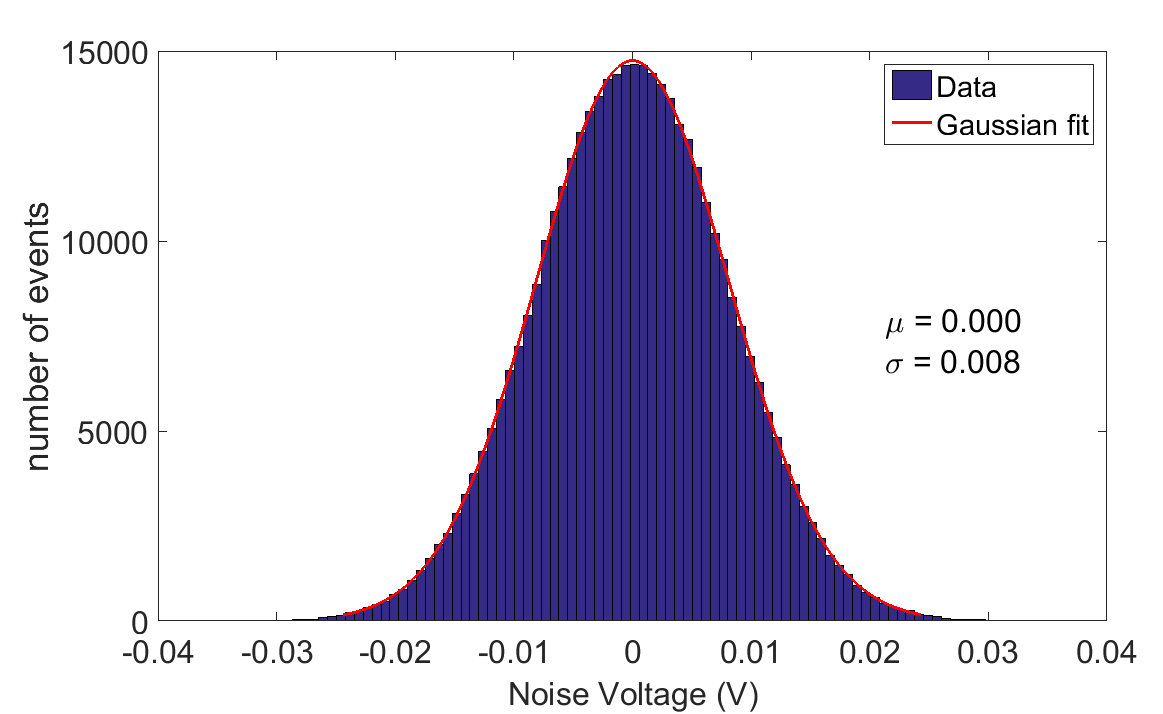 15000
10000
5000
0
number of events
Data
Gaussian fit
μ = 0.000
σ = 0.008
-0.04 -0.03 -0.02 -0.01 0 0.01 0.02 0.03 0.04
Noise Voltage (V)